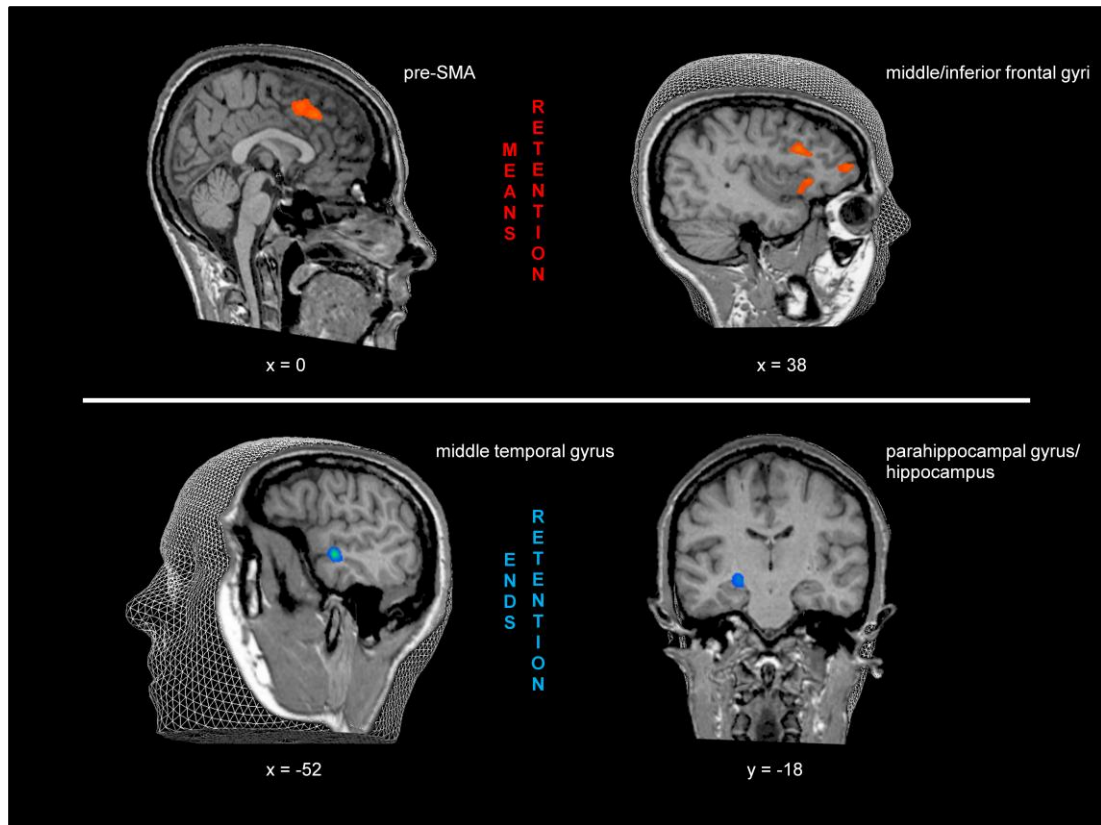 pre-SMA
MEANS
RETENTION
middle/inferior frontal gyri
x = 0
x = 38
middle temporal gyrus
ENDS
RETENTION
parahippocampal gyrus/
hippocampus
x = -52
y = -18